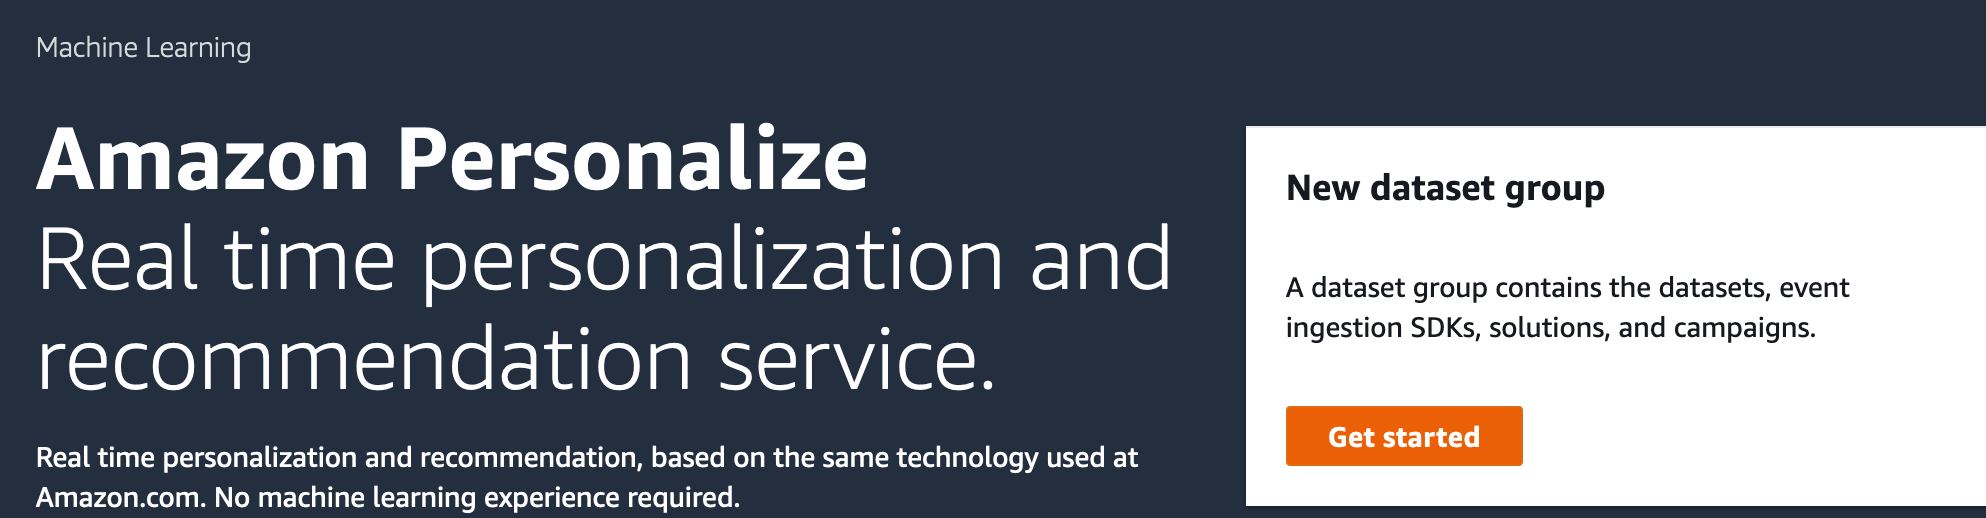 Machine Learning
Amazon Personalize
Real time personalization and
recommendation service.
Real time personalization and recommendation, based on the same technology used at
Amazon.com. No machine learning experience required.
New dataset group
A dataset group contains the datasets, event
ingestion SDKs, solutions, and campaigns.
Get started